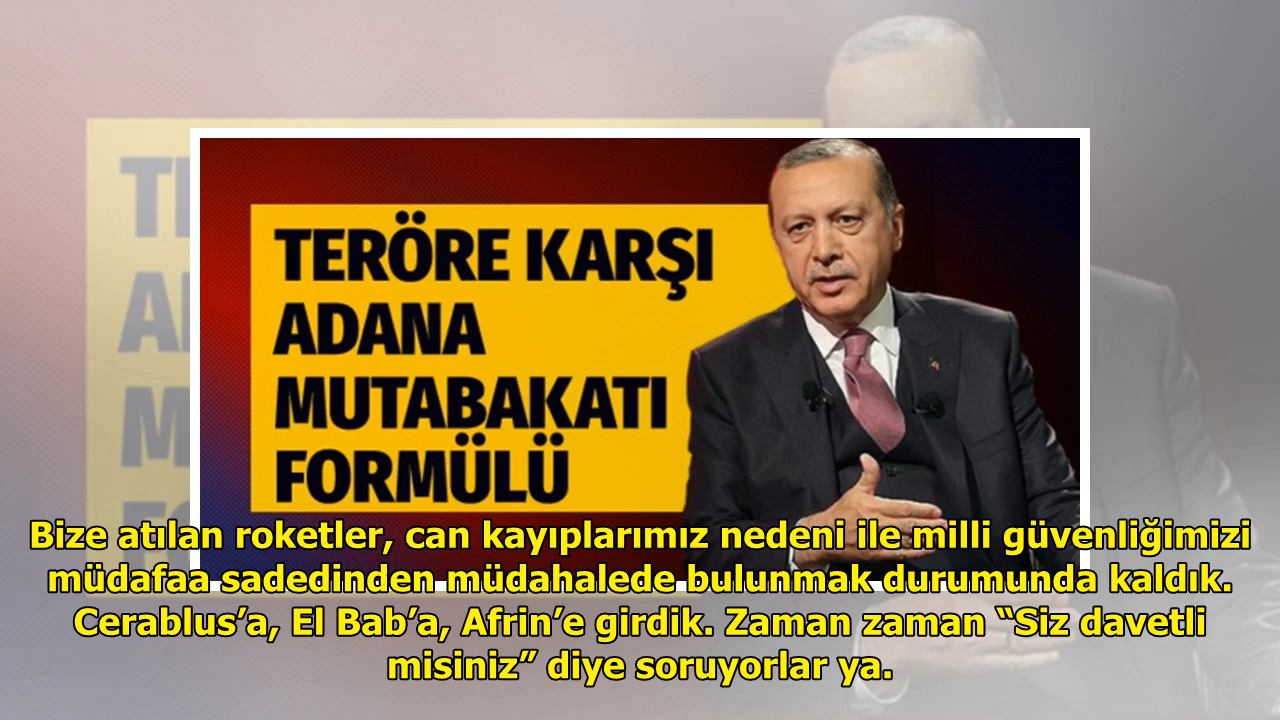 TERÖRE KARŞI
ADANA
MUTABAKATI
FORMÜLÜ
Bize atılan roketler, can kayıplarımız nedeni ile milli güvenliğimizi
müdafaa sadedinden müdahalede bulunmak durumunda kaldık.
Cerablus’a, El Bab’a, Afrin’e girdik. Zaman zaman “Siz davetli
misiniz” diye soruyorlar ya.